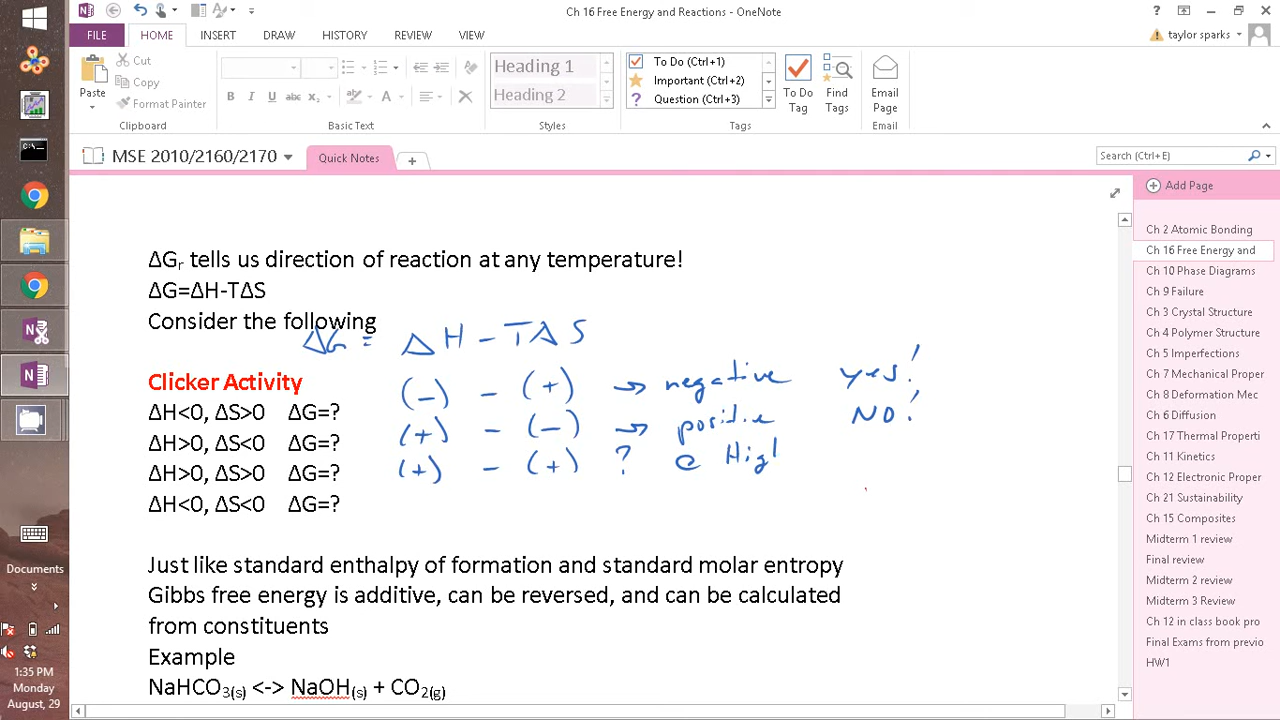 Ch 16 Free Energy and Reactions - OneNote
? 
FILE HOME INSERT DRAW HISTORY REVIEW VIEW
taylor sparks
Paste
Cut
Copy
Format Painter
Clipboard
B I U abc x₂ A
Basic Text
Heading 1
Heading 2
Styles
To Do (Ctrl+1)
Important (Ctrl+2)
Question (Ctrl+3)
To Do Tag
Find Tags
Tags
Email Page
Email
MSE 2010/2160/2170
Quick Notes
Search (Ctrl+E)
ΔGr tells us direction of reaction at any temperature!
ΔG=ΔH-TΔS
Consider the following
ΔG = ΔH - TΔS
Clicker Activity
(-) - (+) → negative yes!
ΔH<0, ΔS>0 ΔG=?
(+) - (-) → positive NO!
ΔH>0, ΔS<0 ΔG=?
(+) - (+) ? @ High
ΔH>0, ΔS>0 ΔG=?
ΔH<0, ΔS<0 ΔG=?
Just like standard enthalpy of formation and standard molar entropy
Gibbs free energy is additive, can be reversed, and can be calculated
from constituents
Example
NaHCO₃(s) <-> NaOH(s) + CO₂(g)
Add Page
Ch 2 Atomic Bonding
Ch 16 Free Energy and
Ch 10 Phase Diagrams
Ch 9 Failure
Ch 3 Crystal Structure
Ch 4 Polymer Structure
Ch 5 Imperfections
Ch 7 Mechanical Proper
Ch 8 Deformation Mec
Ch 6 Diffusion
Ch 17 Thermal Properti
Ch 11 Kinetics
Ch 12 Electronic Proper
Ch 21 Sustainability
Ch 15 Composites
Midterm 1 review
Final review
Midterm 2 review
Midterm 3 Review
Ch 12 in class book pro
Final Exams from previo
HW7
Documents
1:35 PM
Monday
August, 29